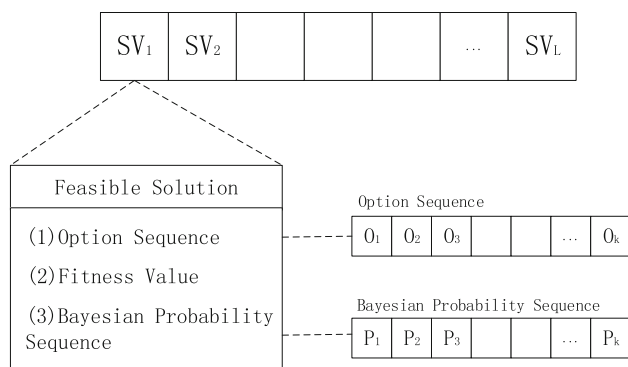 SV₁ SV₂ ... SV_L
Feasible Solution
(1)Option Sequence
(2)Fitness Value
(3)Bayesian Probability
Sequence
Option Sequence
O₁ O₂ O₃ ... Oₖ
Bayesian Probability Sequence
P₁ P₂ P₃ ... Pₖ